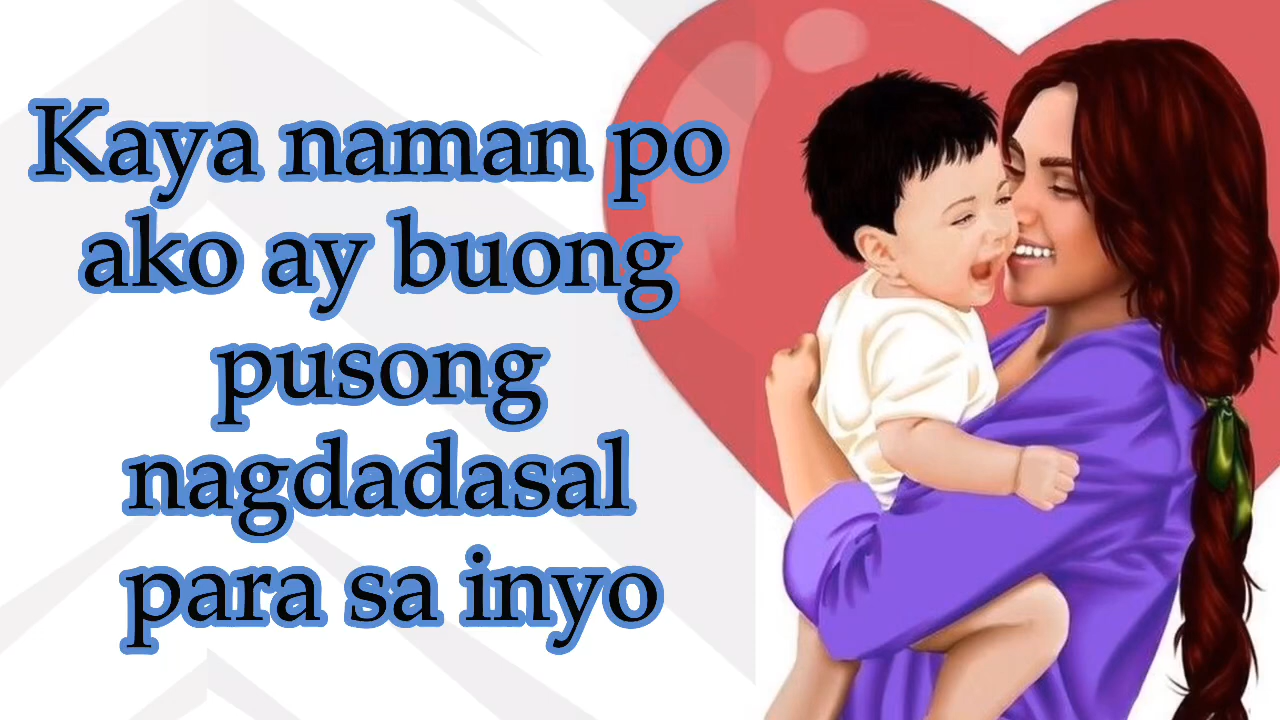 Kaya naman po
ako ay buong
pusong
nagdadasal
para sa inyo